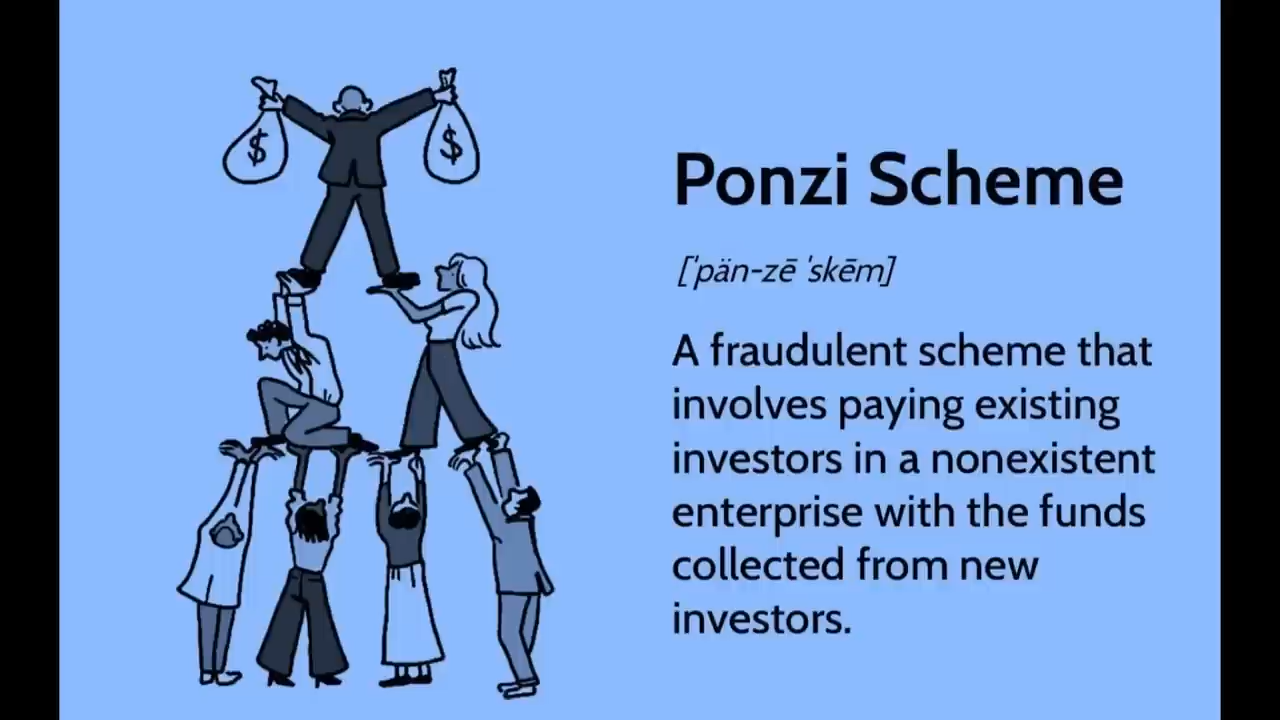 $ $
Ponzi Scheme
[ˈpän-zē ˈskēm]
A fraudulent scheme that
involves paying existing
investors in a nonexistent
enterprise with the funds
collected from new
investors.